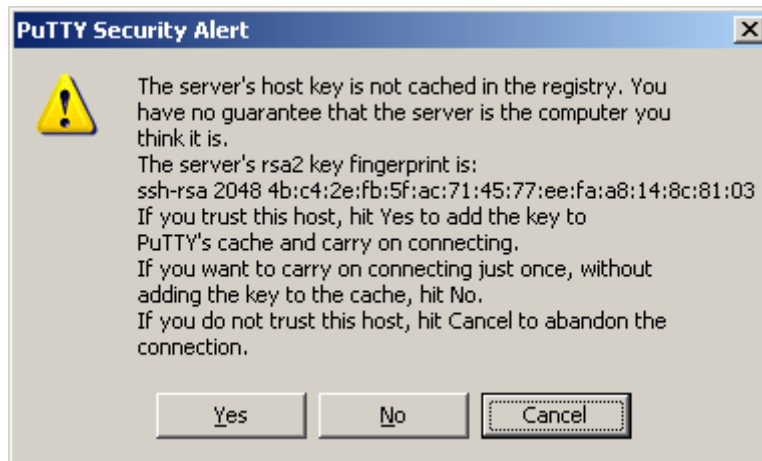 PuTTY Security Alert
The server's host key is not cached in the registry. You
have no guarantee that the server is the computer you
think it is.
The server's rsa2 key fingerprint is:
ssh-rsa 2048 4b:c4:2e:fb:5f:ac:71:45:77:ee:fa:a8:14:8c:81:03
If you trust this host, hit Yes to add the key to
PuTTY's cache and carry on connecting.
If you want to carry on connecting just once, without
adding the key to the cache, hit No.
If you do not trust this host, hit Cancel to abandon the
connection.
Yes No Cancel